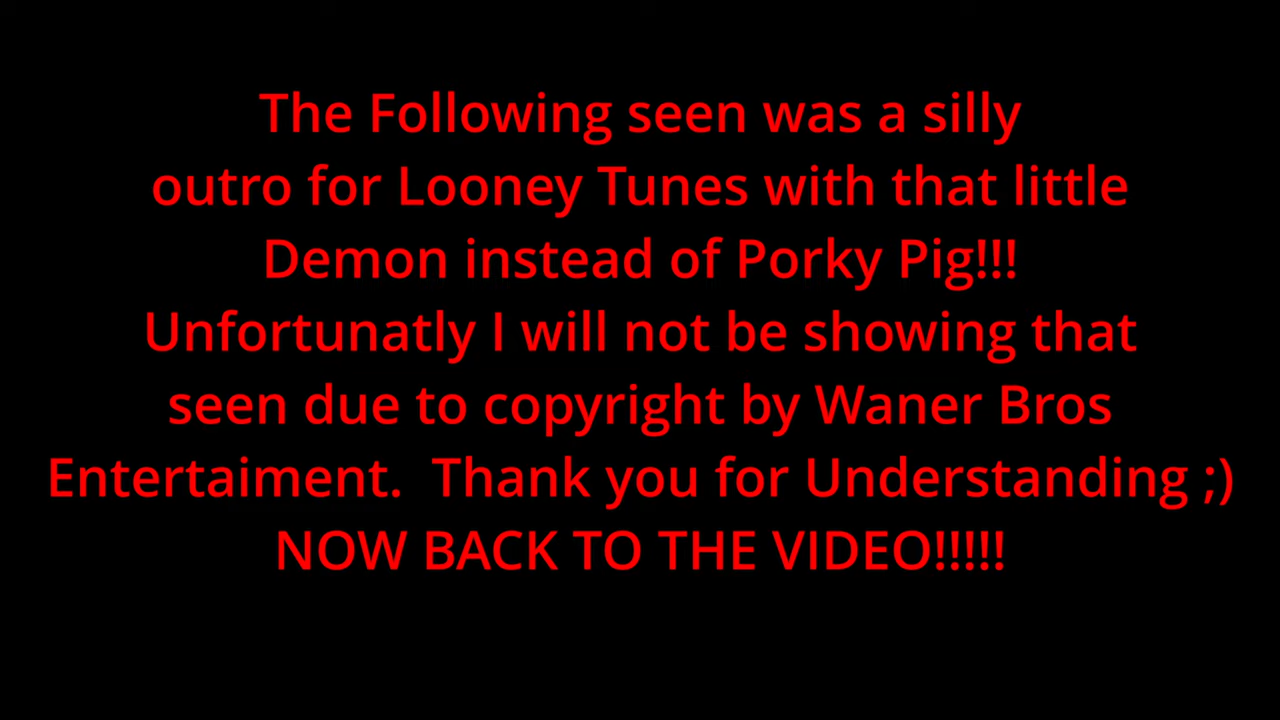 The Following seen was a silly
outro for Looney Tunes with that little
Demon instead of Porky Pig!!!
Unfortunatly I will not be showing that
seen due to copyright by Waner Bros
Entertaiment.  Thank you for Understanding ;)
NOW BACK TO THE VIDEO!!!!!